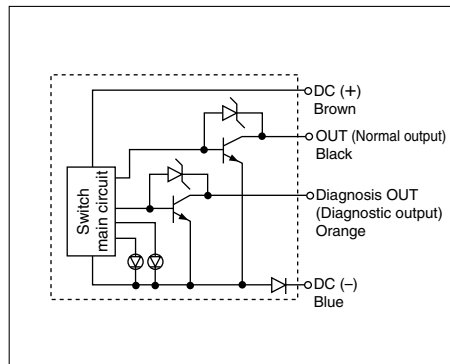 DC (+)
Brown
OUT (Normal output)
Black
Switch
main circuit
Diagnosis OUT
(Diagnostic output)
Orange
DC (–)
Blue